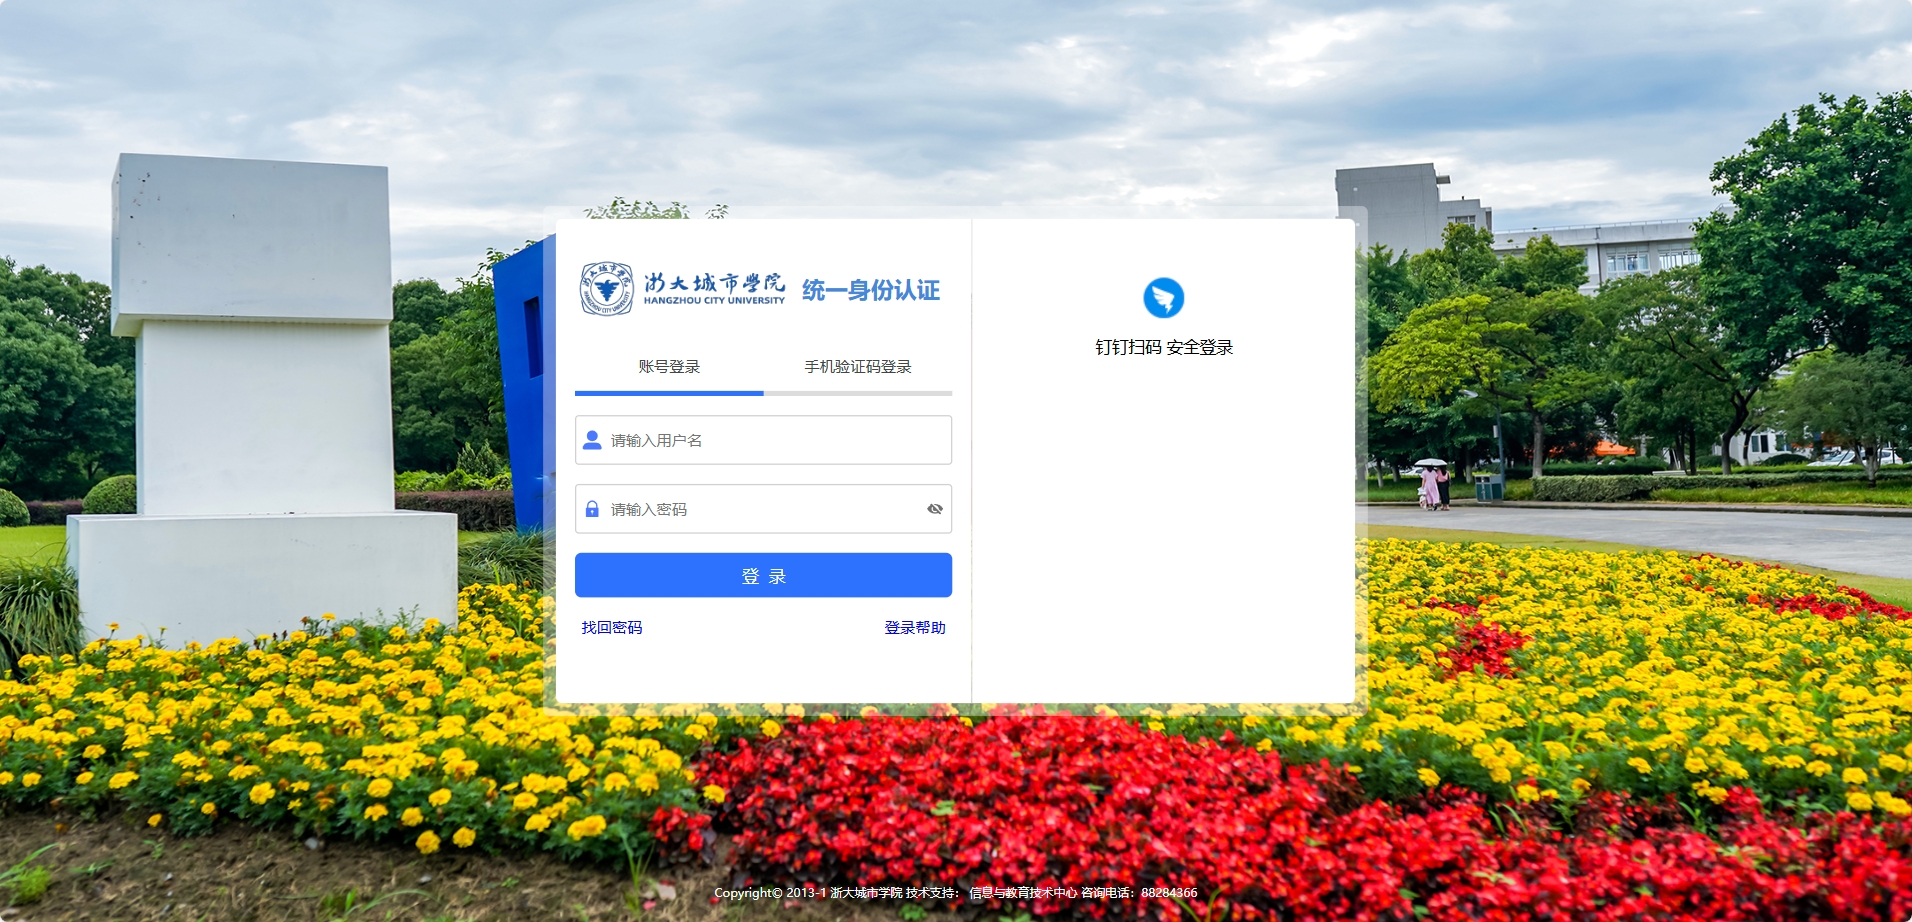 浙大城市学院
HANGZHOU CITY UNIVERSITY
统一身份认证
账号登录
手机验证码登录
请输入用户名
请输入密码
登 录
找回密码
登录帮助
钉钉扫码 安全登录
Copyright© 2013-1 浙大城市学院 技术支持： 信息与教育技术中心 咨询电话：88284366